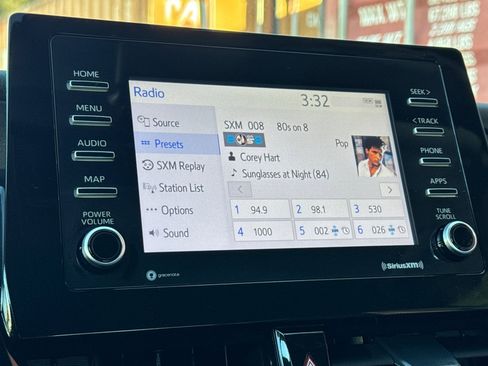 Radio
3:32
HOME
MENU
AUDIO
MAP
POWER
VOLUME
Source
Presets
SXM Replay
Station List
Options
Sound
SXM 008 80s on 8
Pop
Corey Hart
Sunglasses at Night (84)
1 94.9
2 98.1
3 530
4 1000
5 002
6 026
SEEK >
< TRACK
PHONE
APPS
TUNE
SCROLL
gracenote
SiriusXM